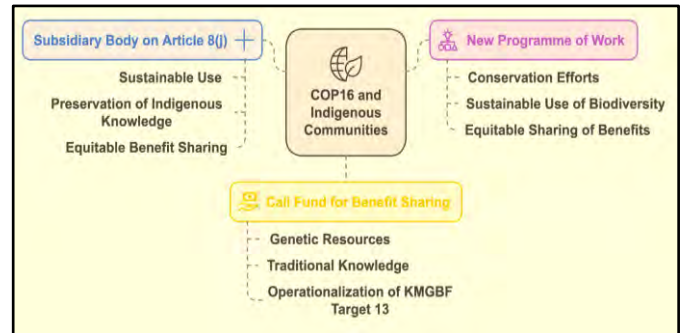 Subsidiary Body on Article 8(j)
Sustainable Use
Preservation of Indigenous
Knowledge
Equitable Benefit Sharing
COP16 and
Indigenous
Communities
New Programme of Work
Conservation Efforts
Sustainable Use of Biodiversity
Equitable Sharing of Benefits
Call Fund for Benefit Sharing
Genetic Resources
Traditional Knowledge
Operationalization of KMGBF
Target 13